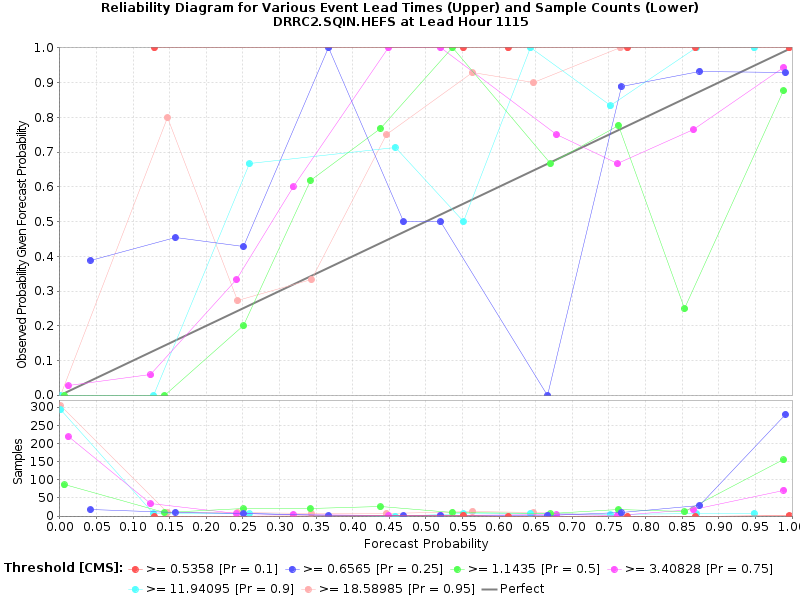 Reliability Diagram for Various Event Lead Times (Upper) and Sample Counts (Lower)
DRRC2.SQIN.HEFS at Lead Hour 1115
Observed Probability Given Forecast Probability
1.0
0.9
0.8
0.7
0.6
0.5
0.4
0.3
0.2
0.1
0.0
Samples
300
250
200
150
100
50
0
0.00 0.05 0.10 0.15 0.20 0.25 0.30 0.35 0.40 0.45 0.50 0.55 0.60 0.65 0.70 0.75 0.80 0.85 0.90 0.95 1.00
Forecast Probability
Threshold [CMS]: >= 0.5358 [Pr = 0.1] >= 0.6565 [Pr = 0.25] >= 1.1435 [Pr = 0.5] >= 3.40828 [Pr = 0.75]
>= 11.94095 [Pr = 0.9] >= 18.58985 [Pr = 0.95] Perfect